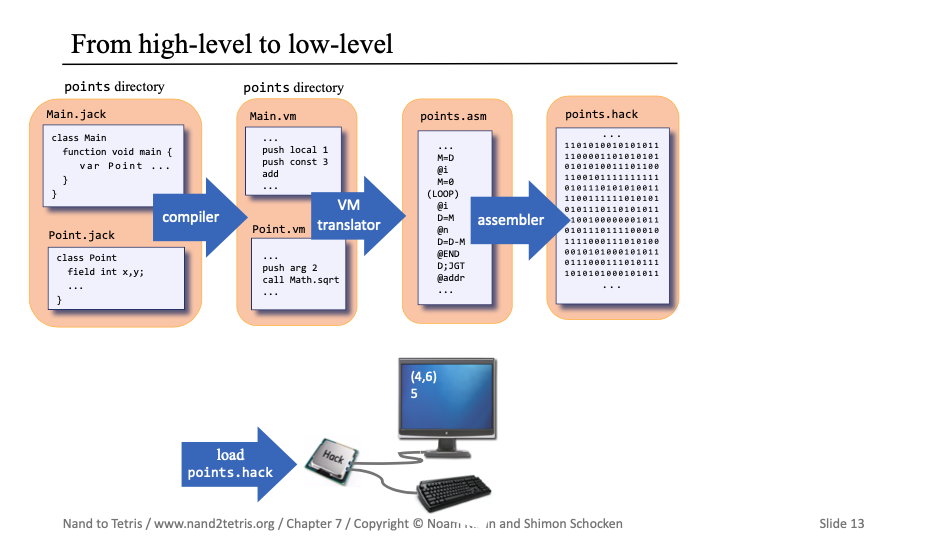 From high-level to low-level
points directory
Main.jack
class Main
function void main {
var Point ...
}
}
Point.jack
class Point
field int x,y;
...
}
compiler
points directory
Main.vm
...
push local 1
push const 3
add
...
Point.vm
...
push arg 2
call Math.sqrt
...
VM
translator
points.asm
...
M=D
@i
M=0
(LOOP)
@i
D=M
@n
D=D-M
@END
D;JGT
@addr
...
assembler
points.hack
...
1101010010101011
1100001101010101
0101010011101100
1100101111111111
0101110101010011
1100111111010101
0101110110101011
010010000001011
0101110111100010
1111000111010100
0010101000101011
0111000111010111
1010101000101011
...
load
points.hack
Hack
(4,6)
5
Nand to Tetris / www.nand2tetris.org / Chapter 7 / Copyright © Noam and Shimon Schocken
Slide 13